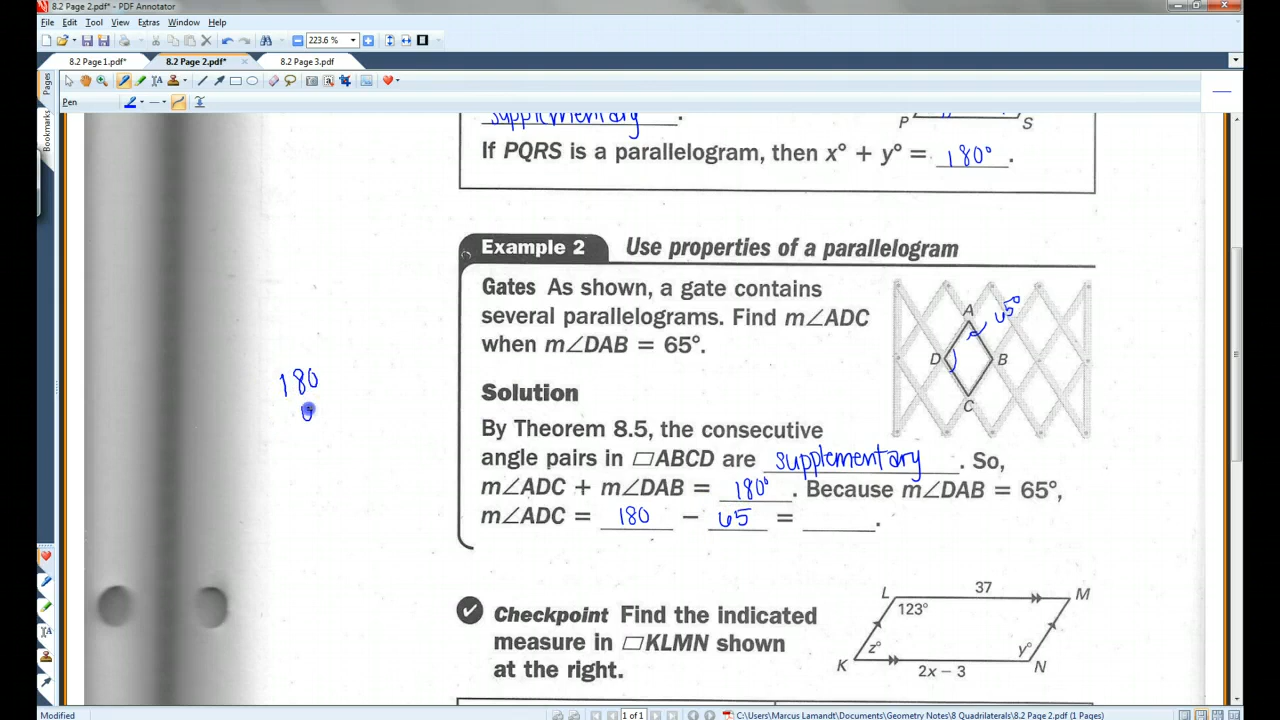 8.2 Page 2.pdf* - PDF Annotator
File Edit Tool View Extras Window Help
223.6 %
8.2 Page 1.pdf* 8.2 Page 2.pdf* 8.2 Page 3.pdf
Pen
Pages
Bookmarks
supplementary.
P S
If PQRS is a parallelogram, then x° + y° = 180°.
Example 2 Use properties of a parallelogram
Gates As shown, a gate contains
several parallelograms. Find m∠ADC
when m∠DAB = 65°.
A 65°
D B
C
180
Solution
By Theorem 8.5, the consecutive
angle pairs in ▱ABCD are supplementary. So,
m∠ADC + m∠DAB = 180°. Because m∠DAB = 65°,
m∠ADC = 180 − 65 = ______.
Checkpoint Find the indicated
measure in ▱KLMN shown
at the right.
L 37 M
123°
z° y°
K 2x − 3 N
Modified
1 of 1
C:\Users\Marcus Lamandt\Documents\Geometry Notes\8 Quadrilaterals\8.2 Page 2.pdf (1 Pages)